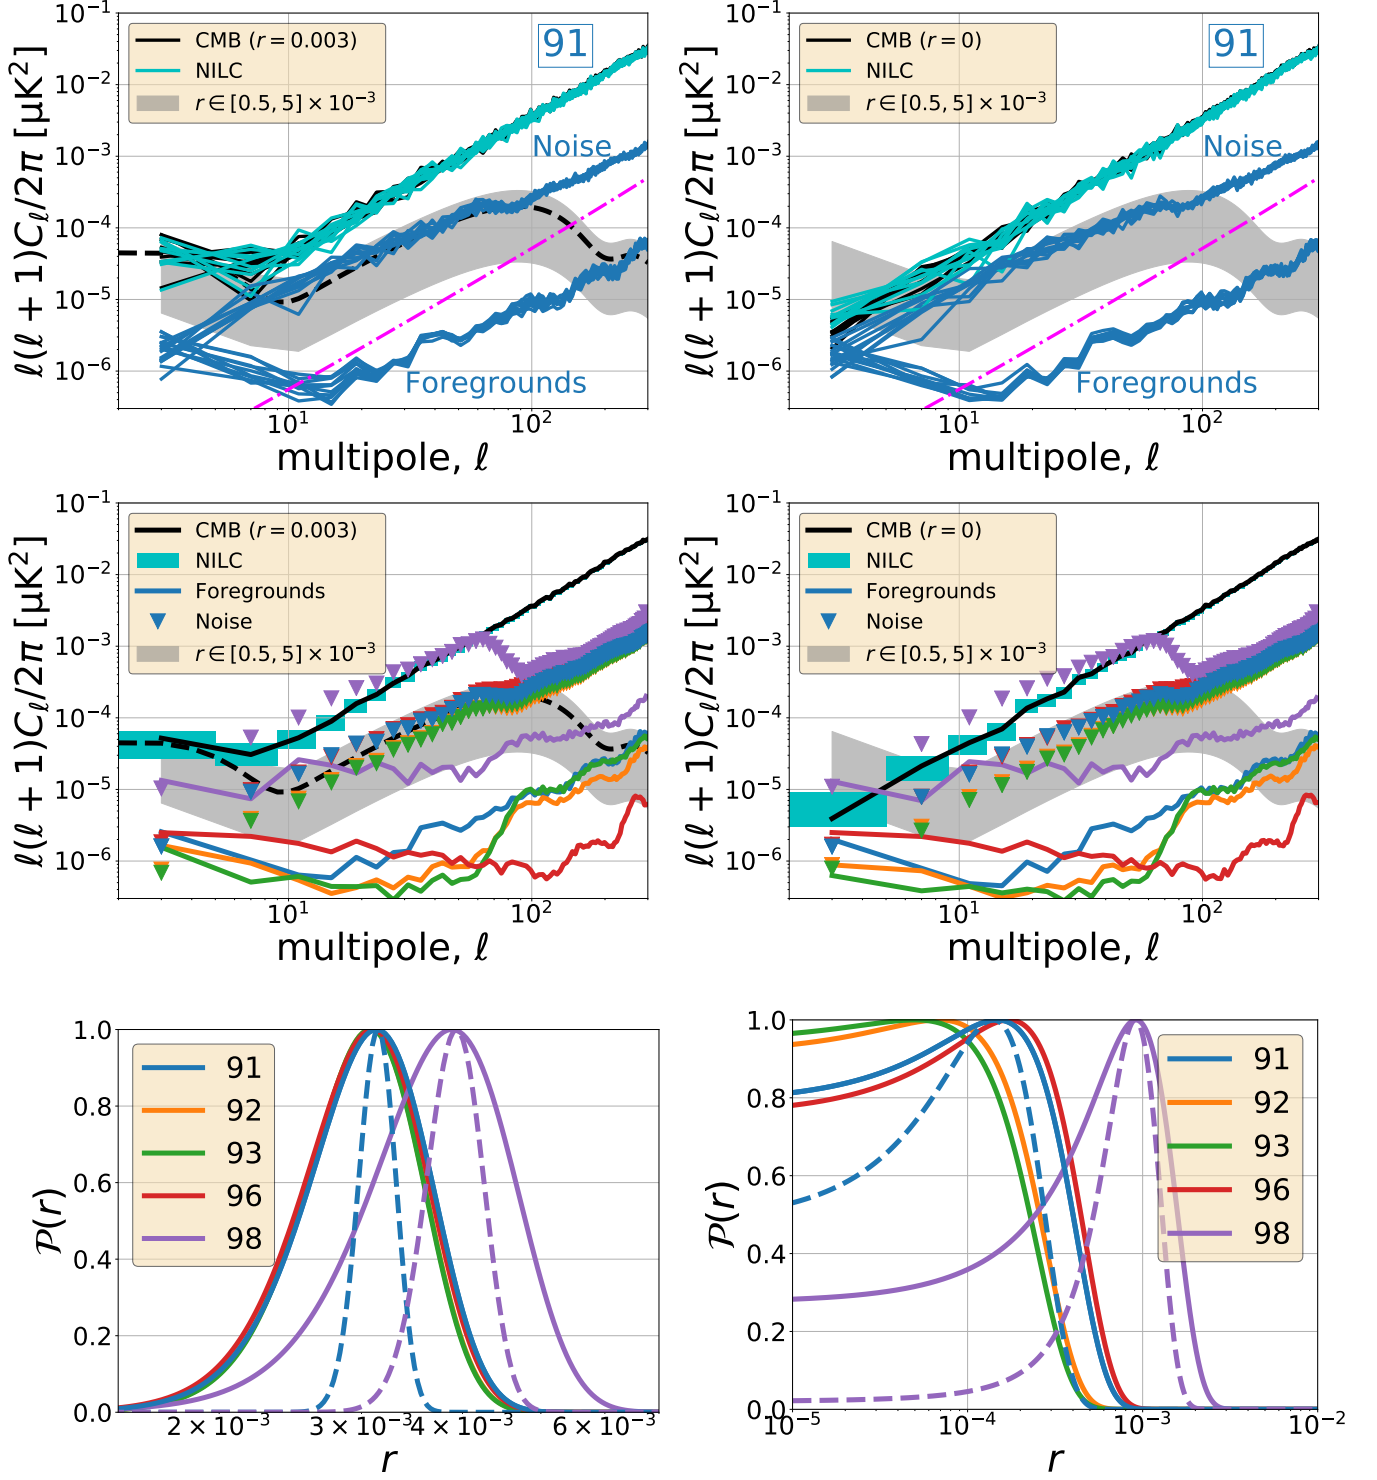 CMB (r = 0.003)
NILC
r ∈ [0.5, 5] × 10⁻³
91
Noise
Foregrounds
10⁻¹
10⁻²
10⁻³
10⁻⁴
10⁻⁵
10⁻⁶
10¹
10²
ℓ(ℓ + 1)Cℓ/2π [μK²]
multipole, ℓ
CMB (r = 0)
NILC
r ∈ [0.5, 5] × 10⁻³
91
Noise
Foregrounds
10⁻¹
10⁻²
10⁻³
10⁻⁴
10⁻⁵
10⁻⁶
10¹
10²
ℓ(ℓ + 1)Cℓ/2π [μK²]
multipole, ℓ
CMB (r = 0.003)
NILC
Foregrounds
Noise
r ∈ [0.5, 5] × 10⁻³
10⁻¹
10⁻²
10⁻³
10⁻⁴
10⁻⁵
10⁻⁶
10¹
10²
ℓ(ℓ + 1)Cℓ/2π [μK²]
multipole, ℓ
CMB (r = 0)
NILC
Foregrounds
Noise
r ∈ [0.5, 5] × 10⁻³
10⁻¹
10⁻²
10⁻³
10⁻⁴
10⁻⁵
10⁻⁶
10¹
10²
ℓ(ℓ + 1)Cℓ/2π [μK²]
multipole, ℓ
91
92
93
96
98
1.0
0.8
0.6
0.4
0.2
0.0
2 × 10⁻³
3 × 10⁻³
4 × 10⁻³
6 × 10⁻³
𝒫(r)
r
91
92
93
96
98
1.0
0.8
0.6
0.4
0.2
0.0
10⁻⁵
10⁻⁴
10⁻³
10⁻²
𝒫(r)
r